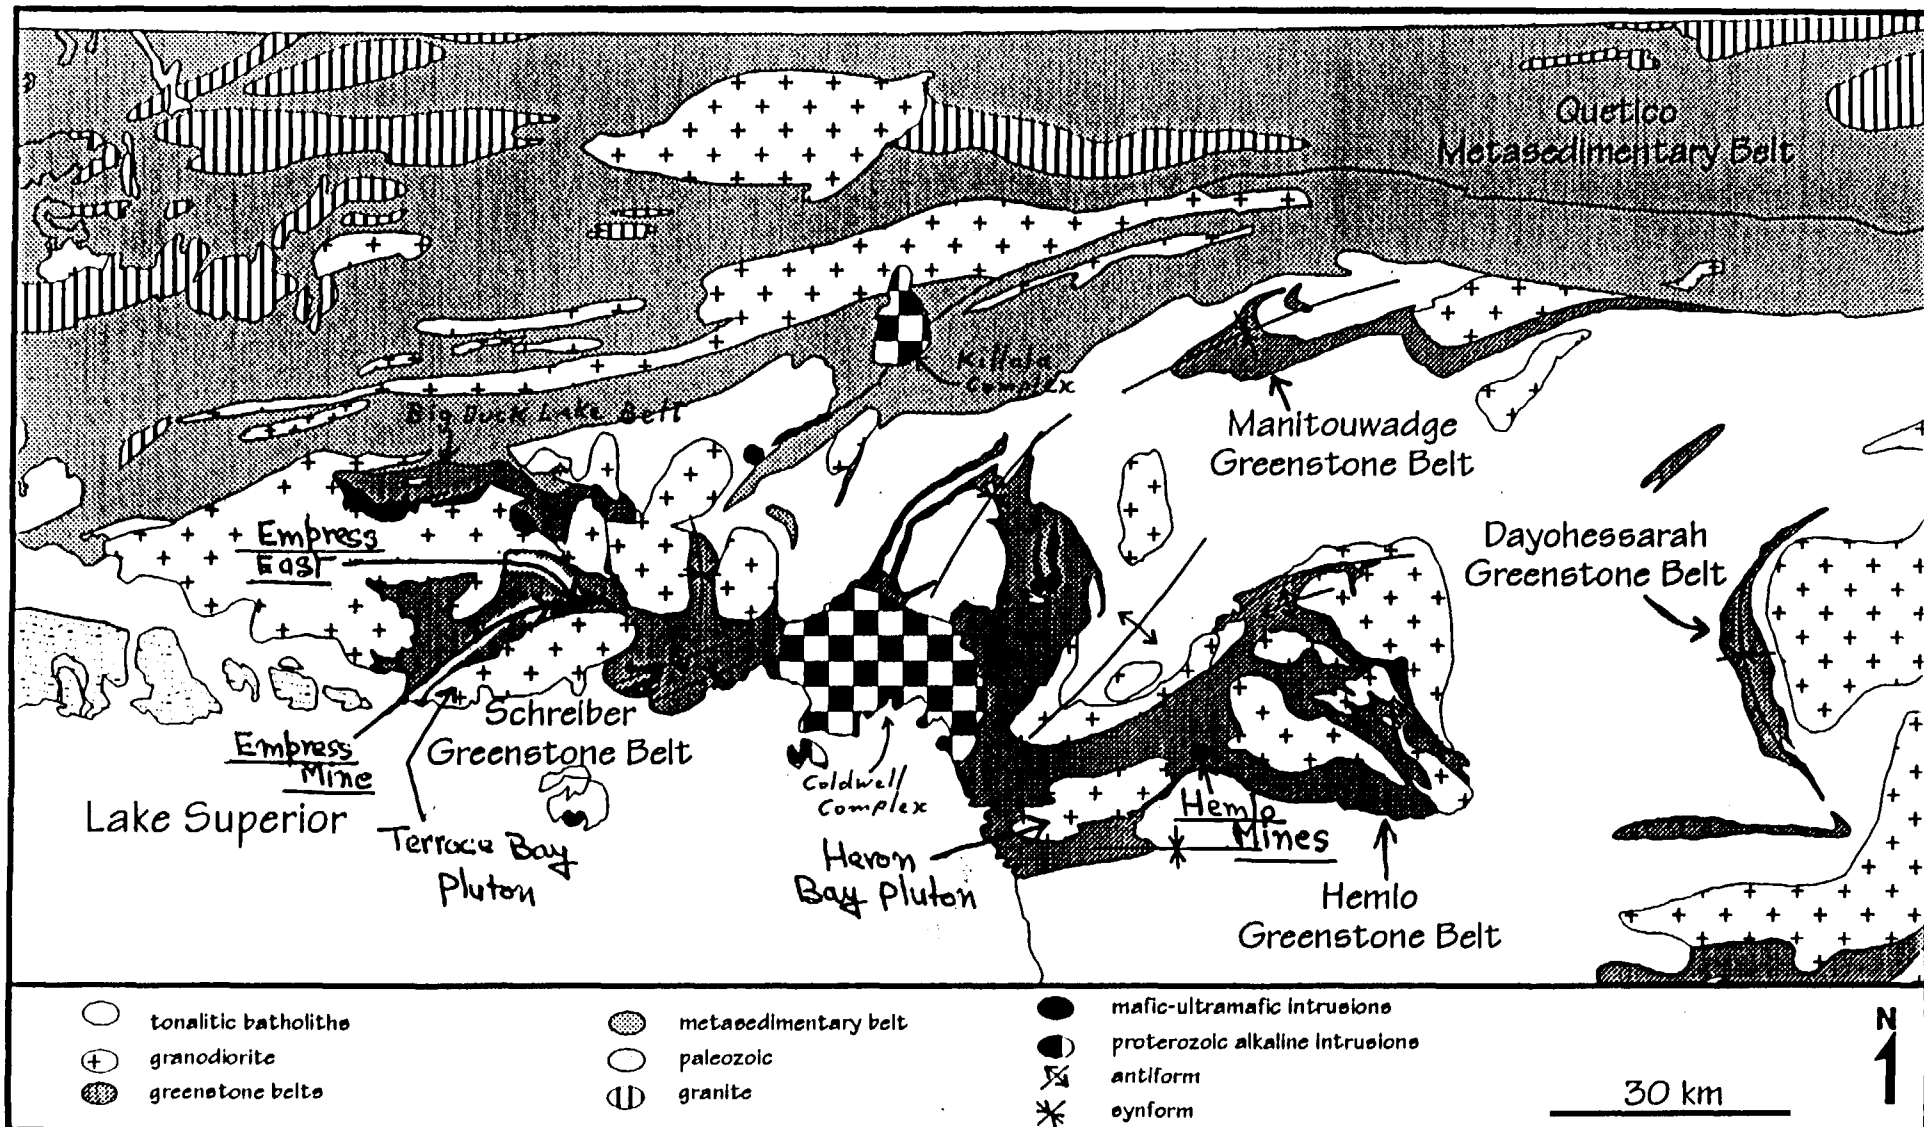 Quetico
Metasedimentary Belt
Killala
Complex
Big Duck Lake Belt
Manitouwadge
Greenstone Belt
Empress
East
Dayohessarah
Greenstone Belt
Schreiber
Greenstone Belt
Empress
Mine
Coldwell
Complex
Lake Superior
Terrace Bay
Pluton
Hemlo
Mines
Heron
Bay Pluton
Hemlo
Greenstone Belt
tonalitic batholiths
granodiorite
greenstone belts
metasedimentary belt
paleozoic
granite
mafic-ultramafic intrusions
proterozoic alkaline intrusions
antiform
synform
30 km
N